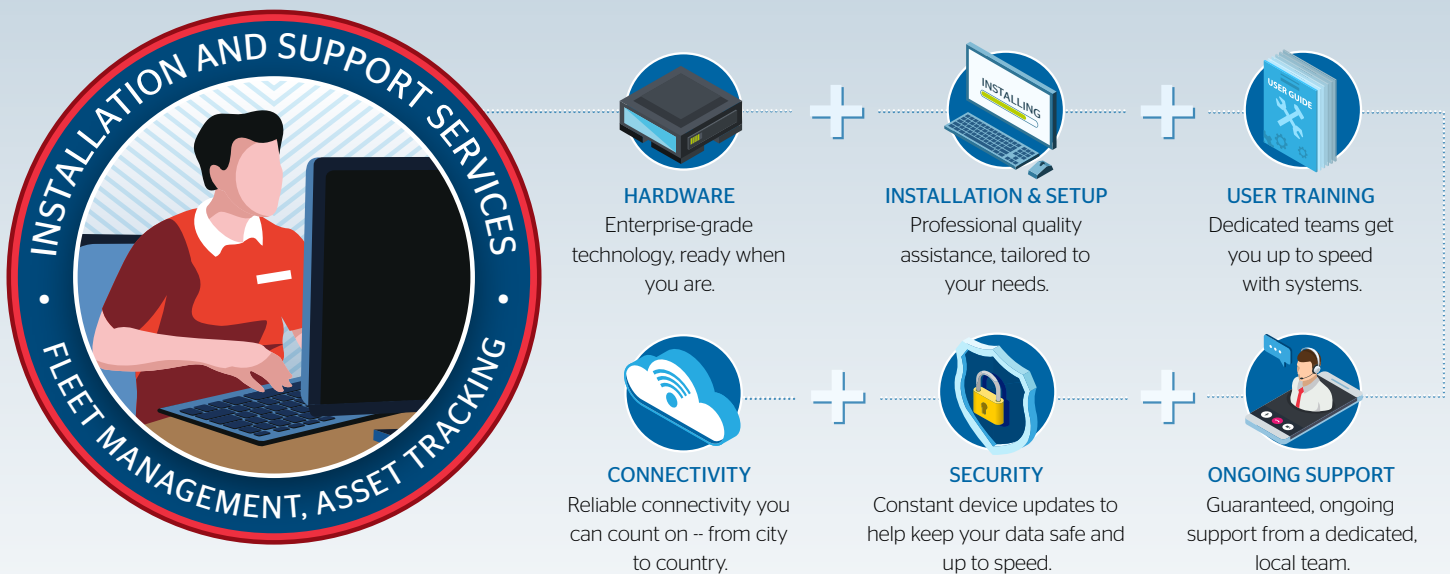 INSTALLATION AND SUPPORT SERVICES
FLEET MANAGEMENT, ASSET TRACKING
HARDWARE
Enterprise-grade
technology, ready when
you are.
INSTALLING
INSTALLATION & SETUP
Professional quality
assistance, tailored to
your needs.
USER GUIDE
USER TRAINING
Dedicated teams get
you up to speed
with systems.
CONNECTIVITY
Reliable connectivity you
can count on -- from city
to country.
SECURITY
Constant device updates to
help keep your data safe and
up to speed.
ONGOING SUPPORT
Guaranteed, ongoing
support from a dedicated,
local team.